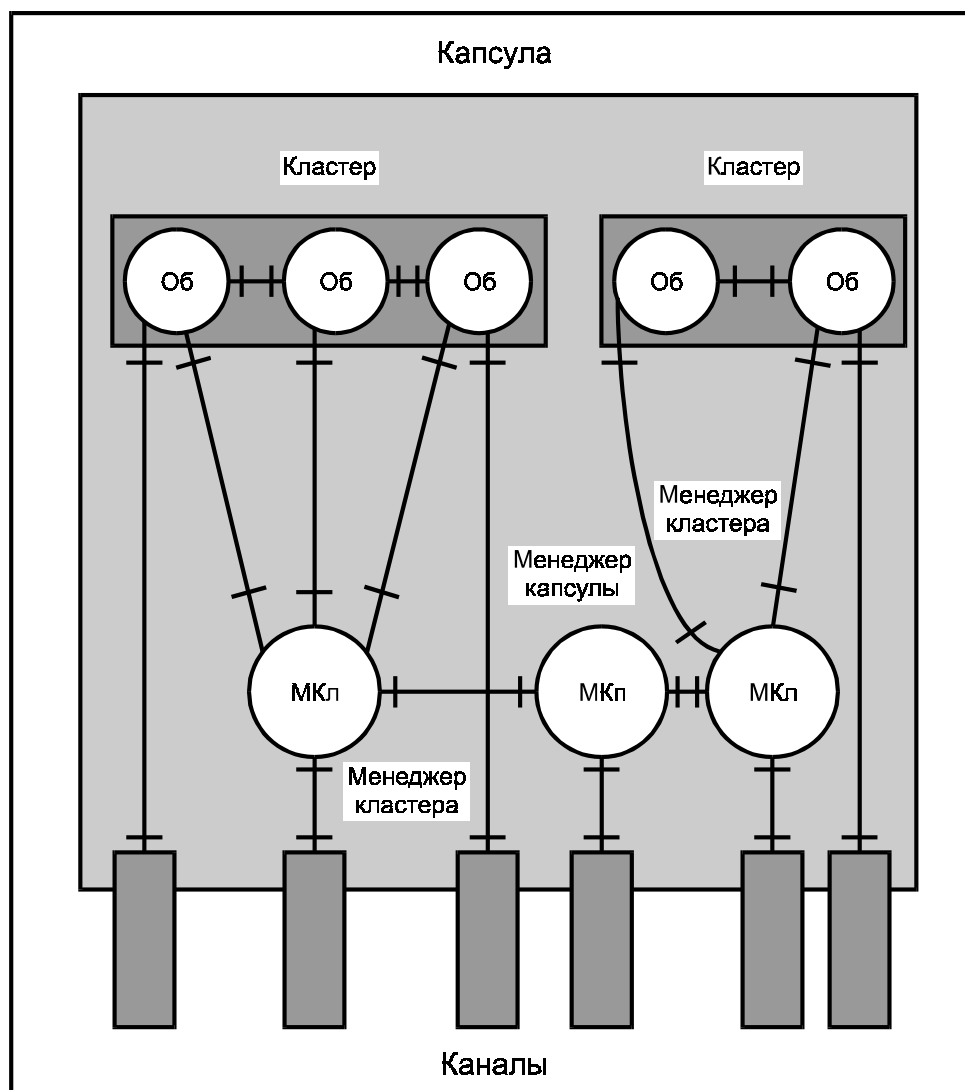 Капсула
Кластер
Кластер
Об
Об
Об
Об
Об
Менеджер
кластера
Менеджер
капсулы
МКл
МКп
МКл
Менеджер
кластера
Каналы